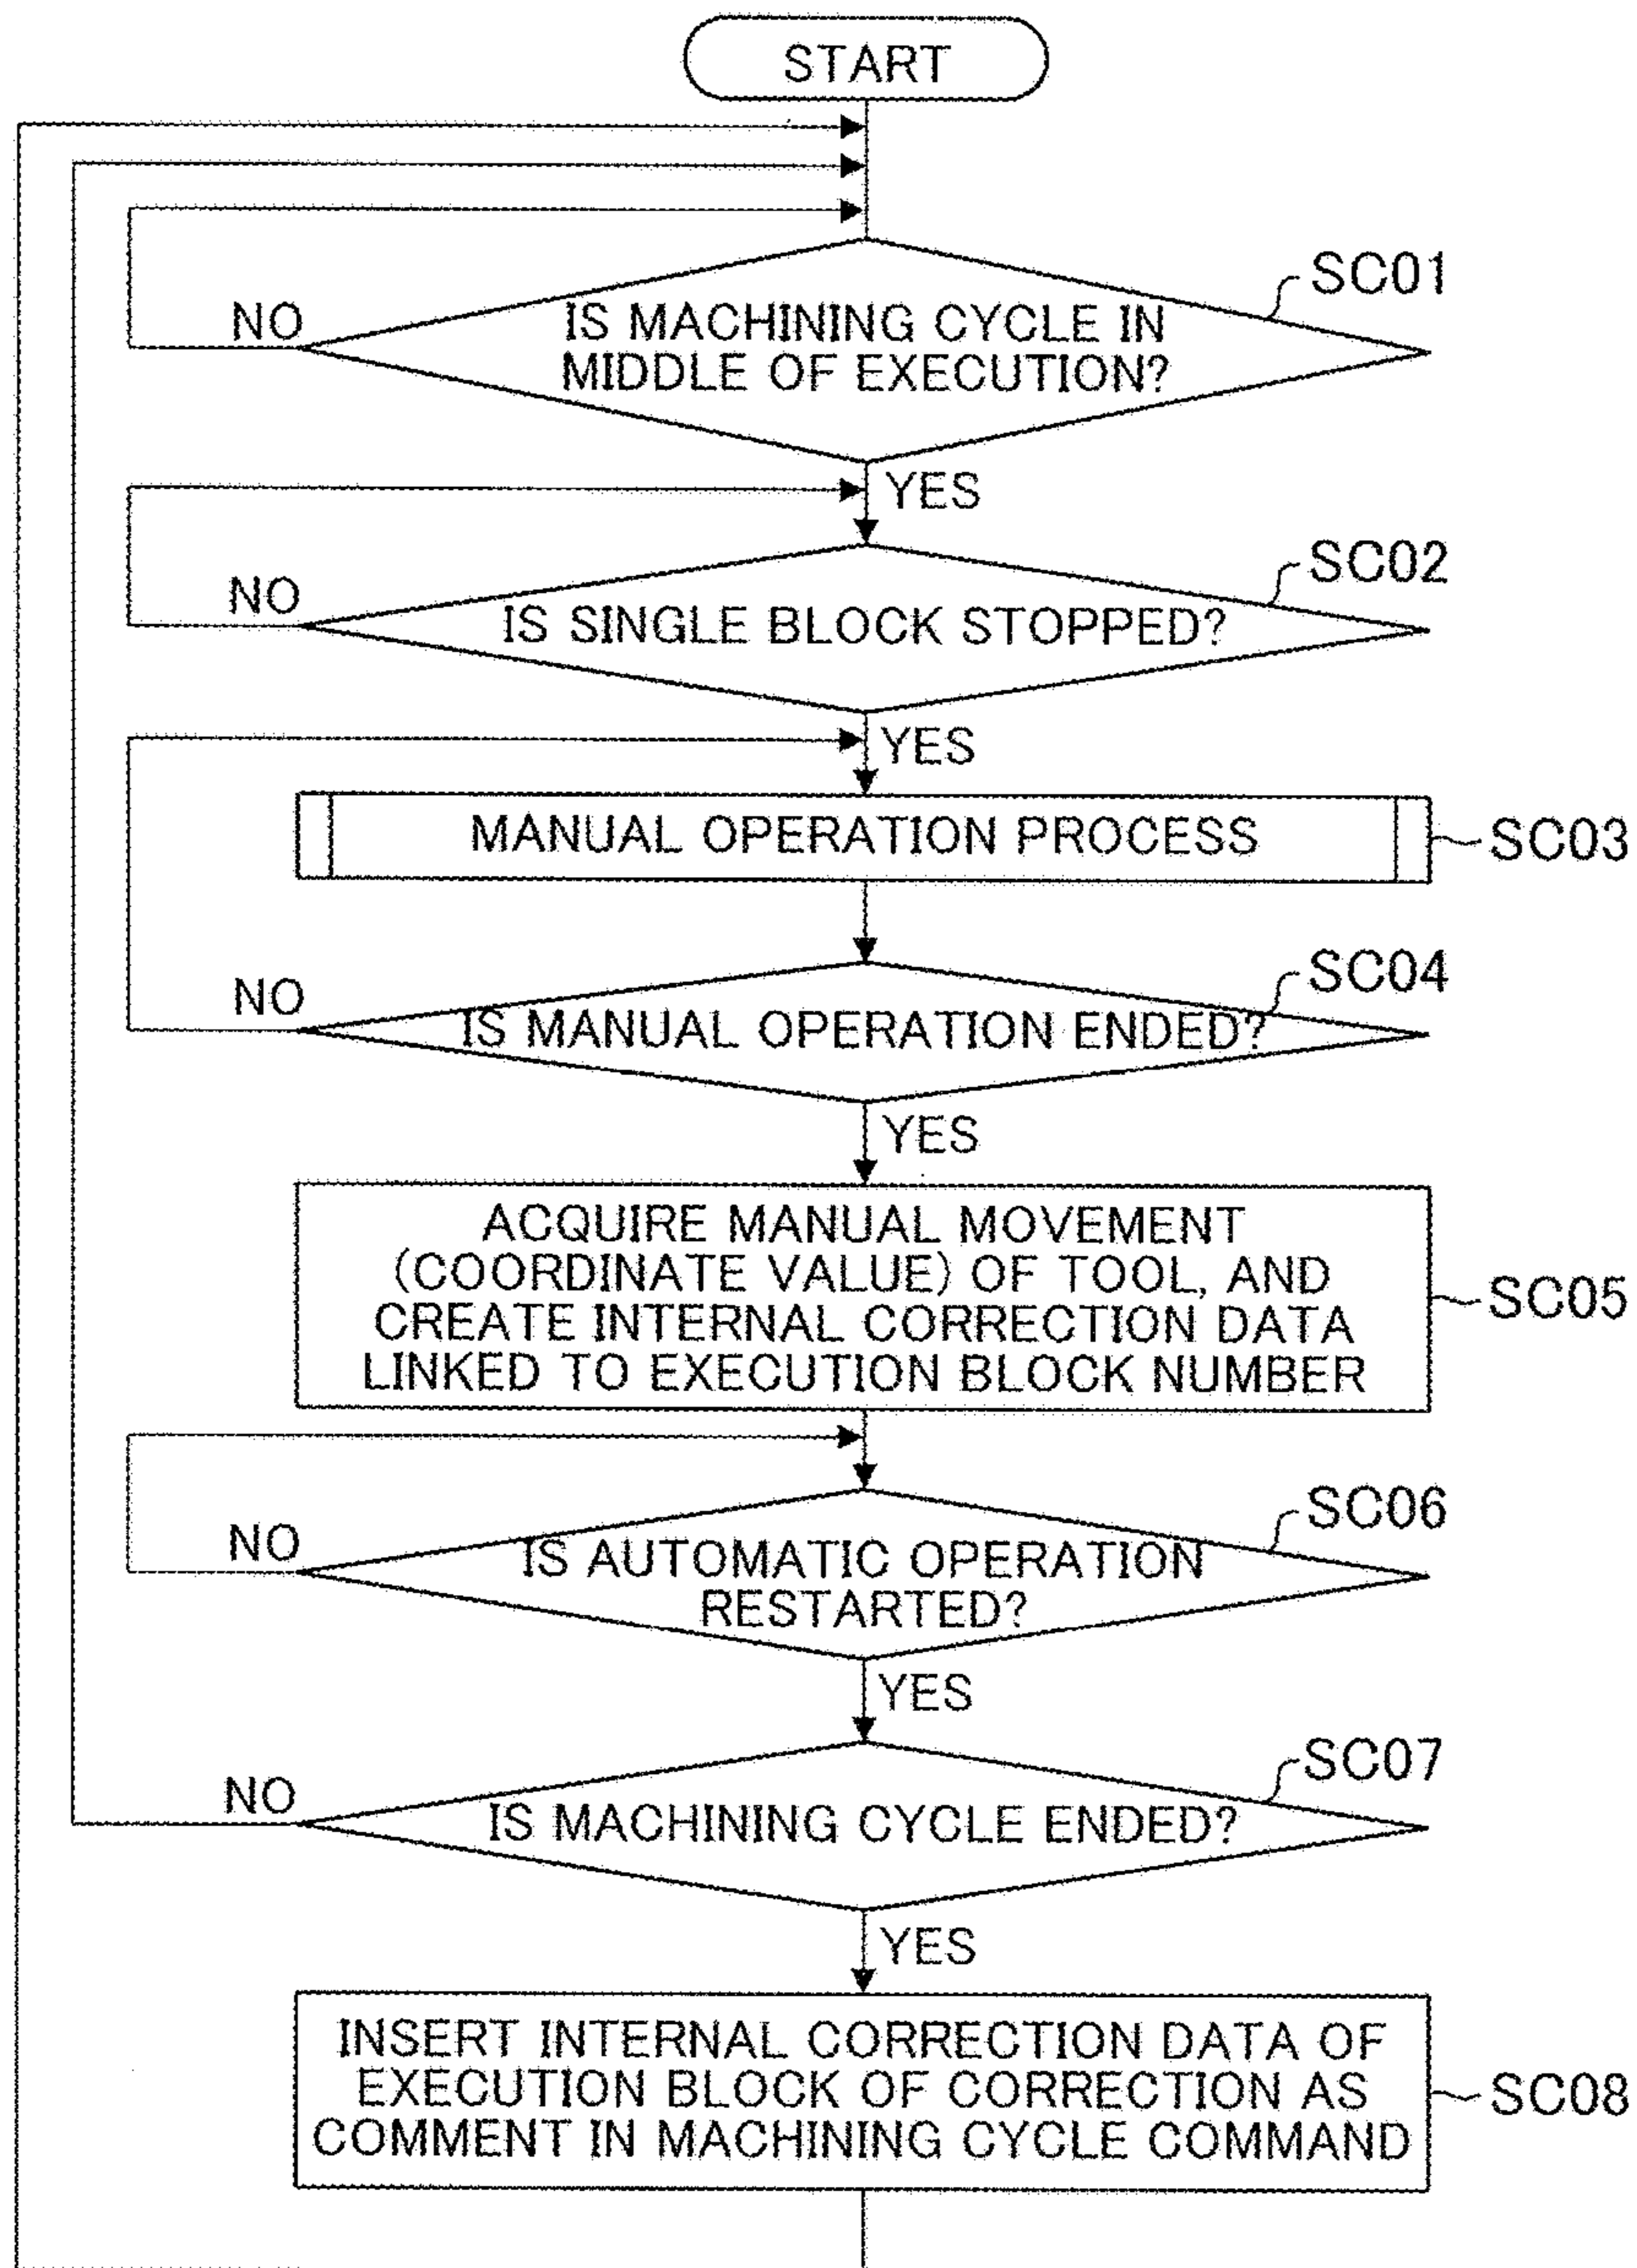 START
SC01
NO
IS MACHINING CYCLE IN
MIDDLE OF EXECUTION?
YES
SC02
NO
IS SINGLE BLOCK STOPPED?
YES
MANUAL OPERATION PROCESS
SC03
SC04
NO
IS MANUAL OPERATION ENDED?
YES
ACQUIRE MANUAL MOVEMENT
(COORDINATE VALUE) OF TOOL, AND
CREATE INTERNAL CORRECTION DATA
LINKED TO EXECUTION BLOCK NUMBER
SC05
SC06
NO
IS AUTOMATIC OPERATION
RESTARTED?
YES
SC07
NO
IS MACHINING CYCLE ENDED?
YES
INSERT INTERNAL CORRECTION DATA OF
EXECUTION BLOCK OF CORRECTION AS
COMMENT IN MACHINING CYCLE COMMAND
SC08